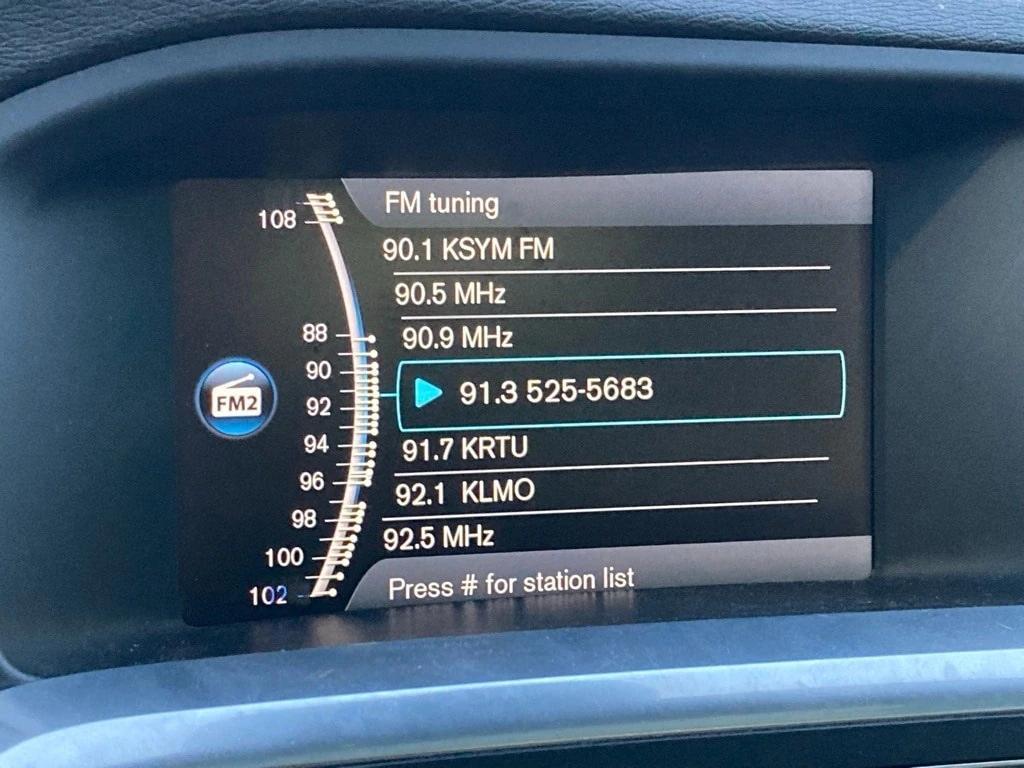 FM tuning
108
90.1 KSYM FM
90.5 MHz
88
90.9 MHz
90
91.3 525-5683
FM2
92
94
91.7 KRTU
96
92.1 KLMO
98
92.5 MHz
100
102
Press # for station list